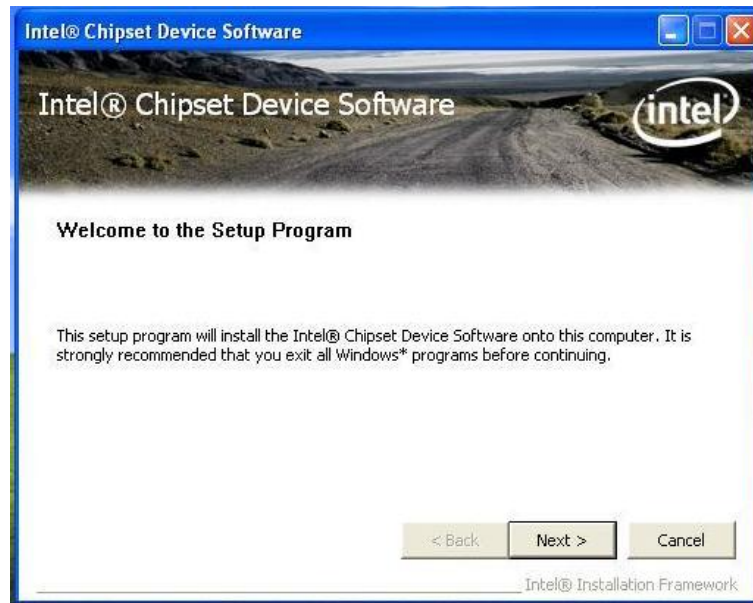 Intel® Chipset Device Software
Intel® Chipset Device Software
intel
Welcome to the Setup Program
This setup program will install the Intel® Chipset Device Software onto this computer. It is
strongly recommended that you exit all Windows* programs before continuing.
< Back Next > Cancel
Intel® Installation Framework